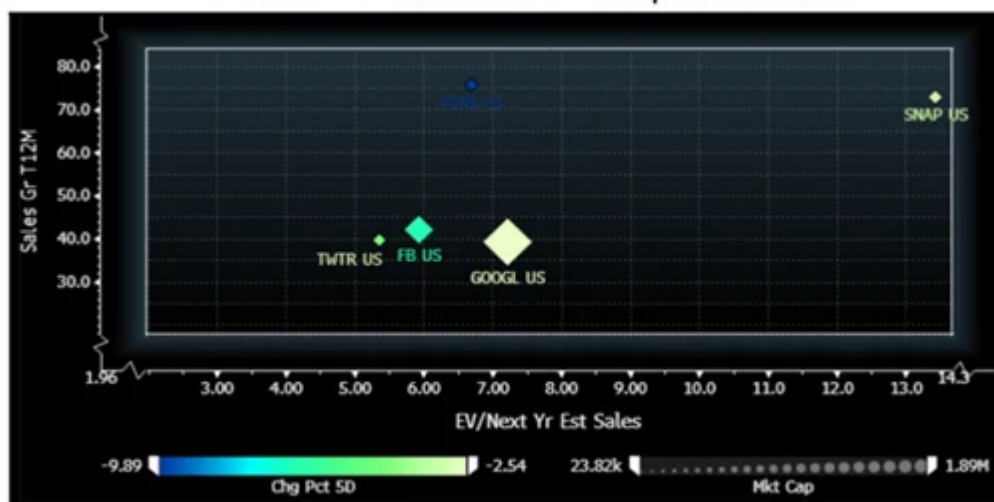 80.0
70.0
SNAP US
60.0
Sales Gr T12M
50.0
40.0
TWTR US FB US
GOOGL US
30.0
1.96 3.00 4.00 5.00 6.00 7.00 8.00 9.00 10.0 11.0 12.0 13.0 14.3
EV/Next Yr Est Sales
-9.89 -2.54 23.82k 1.89M
Chg Pct 5D Mkt Cap